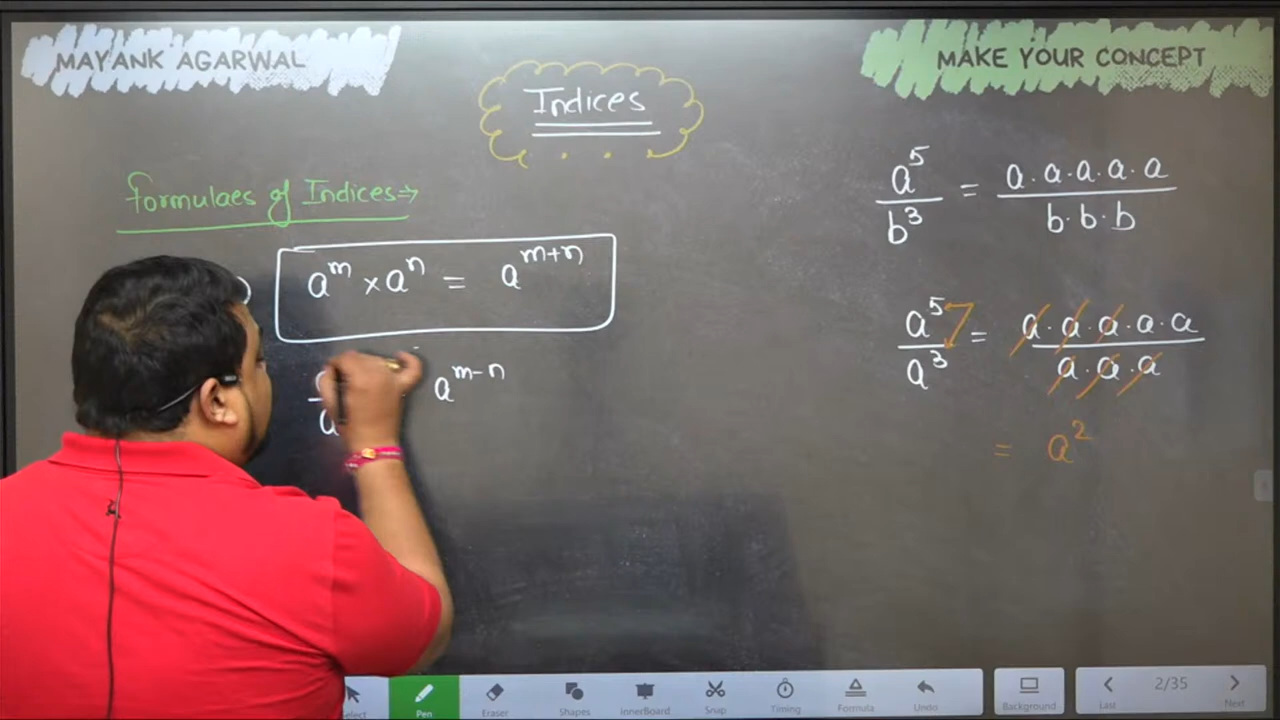 MAYANK AGARWAL
MAKE YOUR CONCEPT
Indices
Formulaes of Indices→
a^m × a^n = a^(m+n)
a^(m-n)
a^5/b^3 = a.a.a.a.a/b.b.b
a^5/a^3 = a.a.a.a.a/a.a.a
= a^2
Pen
Eraser
Shapes
InnerBoard
Snap
Timing
Formula
Undo
Background
Last
2/35
Next